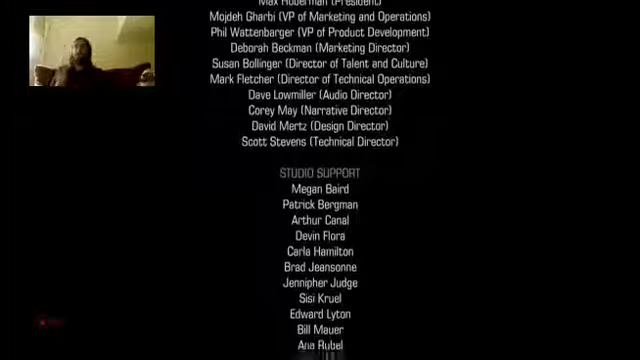 Max Hoberman (President)
Mojdeh Gharbi (VP of Marketing and Operations)
Phil Wattenbarger (VP of Product Development)
Deborah Beckman (Marketing Director)
Susan Bollinger (Director of Talent and Culture)
Mark Fletcher (Director of Technical Operations)
Dave Lowmiller (Audio Director)
Corey May (Narrative Director)
David Mertz (Design Director)
Scott Stevens (Technical Director)
STUDIO SUPPORT
Megan Baird
Patrick Bergman
Arthur Canal
Devin Flora
Carla Hamilton
Brad Jeansonne
Jennipher Judge
Sisi Kruel
Edward Lyton
Bill Mauer
Ana Rubel